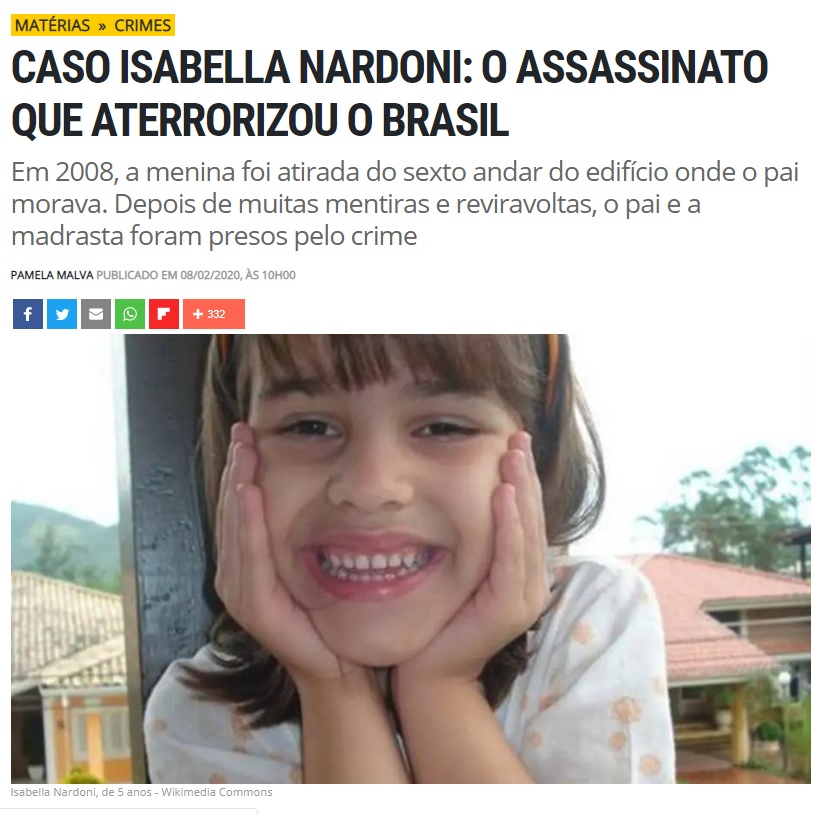 MATÉRIAS » CRIMES
CASO ISABELLA NARDONI: O ASSASSINATO
QUE ATERRORIZOU O BRASIL
Em 2008, a menina foi atirada do sexto andar do edifício onde o pai
morava. Depois de muitas mentiras e reviravoltas, o pai e a
madrasta foram presos pelo crime
PAMELA MALVA PUBLICADO EM 08/02/2020, ÀS 10H00
+ 332
Isabella Nardoni, de 5 anos - Wikimedia Commons